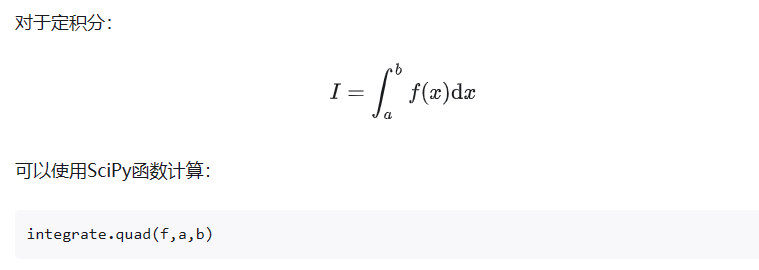 对于定积分：
I = ∫_a^b f(x)dx
可以使用SciPy函数计算：
integrate.quad(f,a,b)